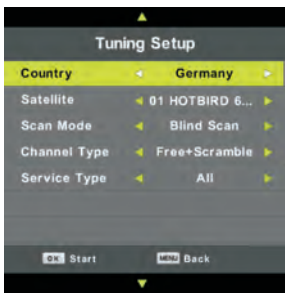 Tuning Setup
Country Germany
Satellite 01 HOTBIRD 6...
Scan Mode Blind Scan
Channel Type Free+Scramble
Service Type All
OK Start MENU Back